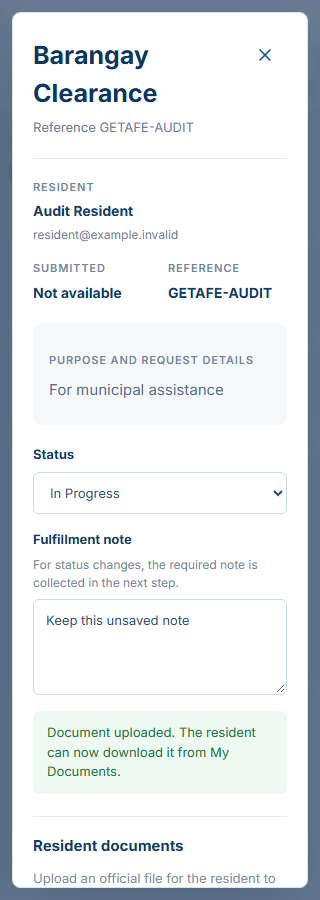 Barangay
Clearance
Reference GETAFE-AUDIT
RESIDENT
Audit Resident
resident@example.invalid
SUBMITTED
Not available
REFERENCE
GETAFE-AUDIT
PURPOSE AND REQUEST DETAILS
For municipal assistance
Status
In Progress
Fulfillment note
For status changes, the required note is
collected in the next step.
Keep this unsaved note
Document uploaded. The resident
can now download it from My
Documents.
Resident documents
Upload an official file for the resident to